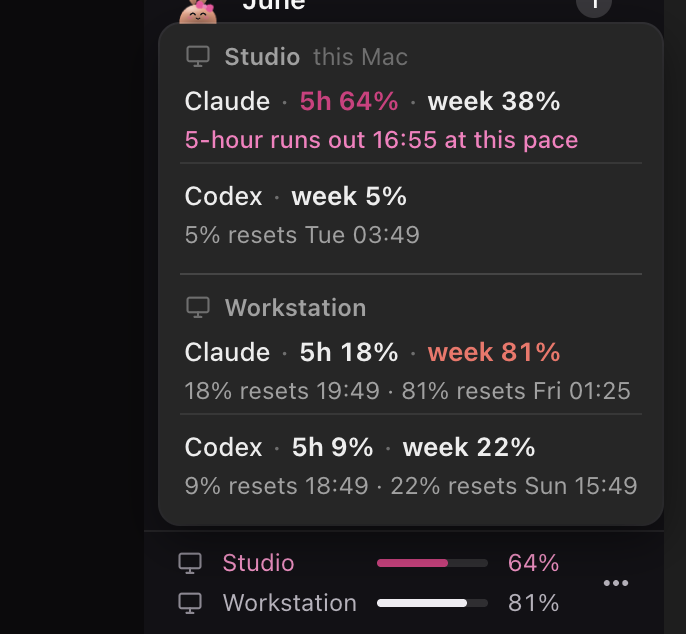 June 1
Studio this Mac
Claude · 5h 64% · week 38%
5-hour runs out 16:55 at this pace
Codex · week 5%
5% resets Tue 03:49
Workstation
Claude · 5h 18% · week 81%
18% resets 19:49 · 81% resets Fri 01:25
Codex · 5h 9% · week 22%
9% resets 18:49 · 22% resets Sun 15:49
Studio 64%
Workstation 81%